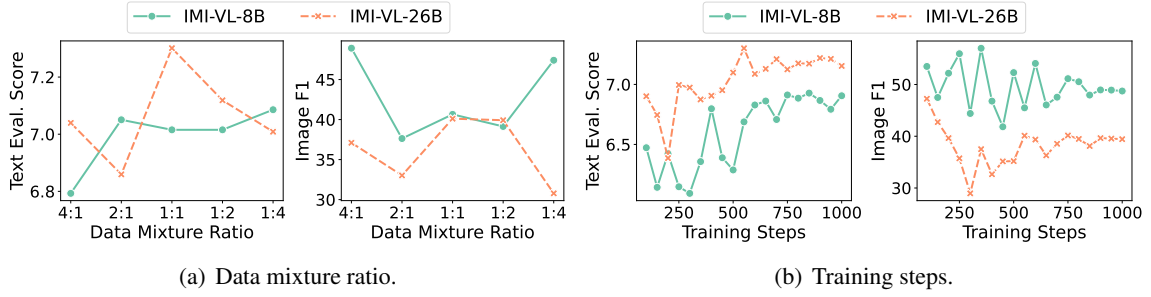 IMI-VL-8B IMI-VL-26B IMI-VL-8B IMI-VL-26B
Text Eval. Score
7.2
7.0
6.8
4:1 2:1 1:1 1:2 1:4
Data Mixture Ratio
Image F1
45
40
35
30
4:1 2:1 1:1 1:2 1:4
Data Mixture Ratio
Text Eval. Score
7.0
6.5
250 500 750 1000
Training Steps
Image F1
50
40
30
250 500 750 1000
Training Steps
(a) Data mixture ratio.
(b) Training steps.